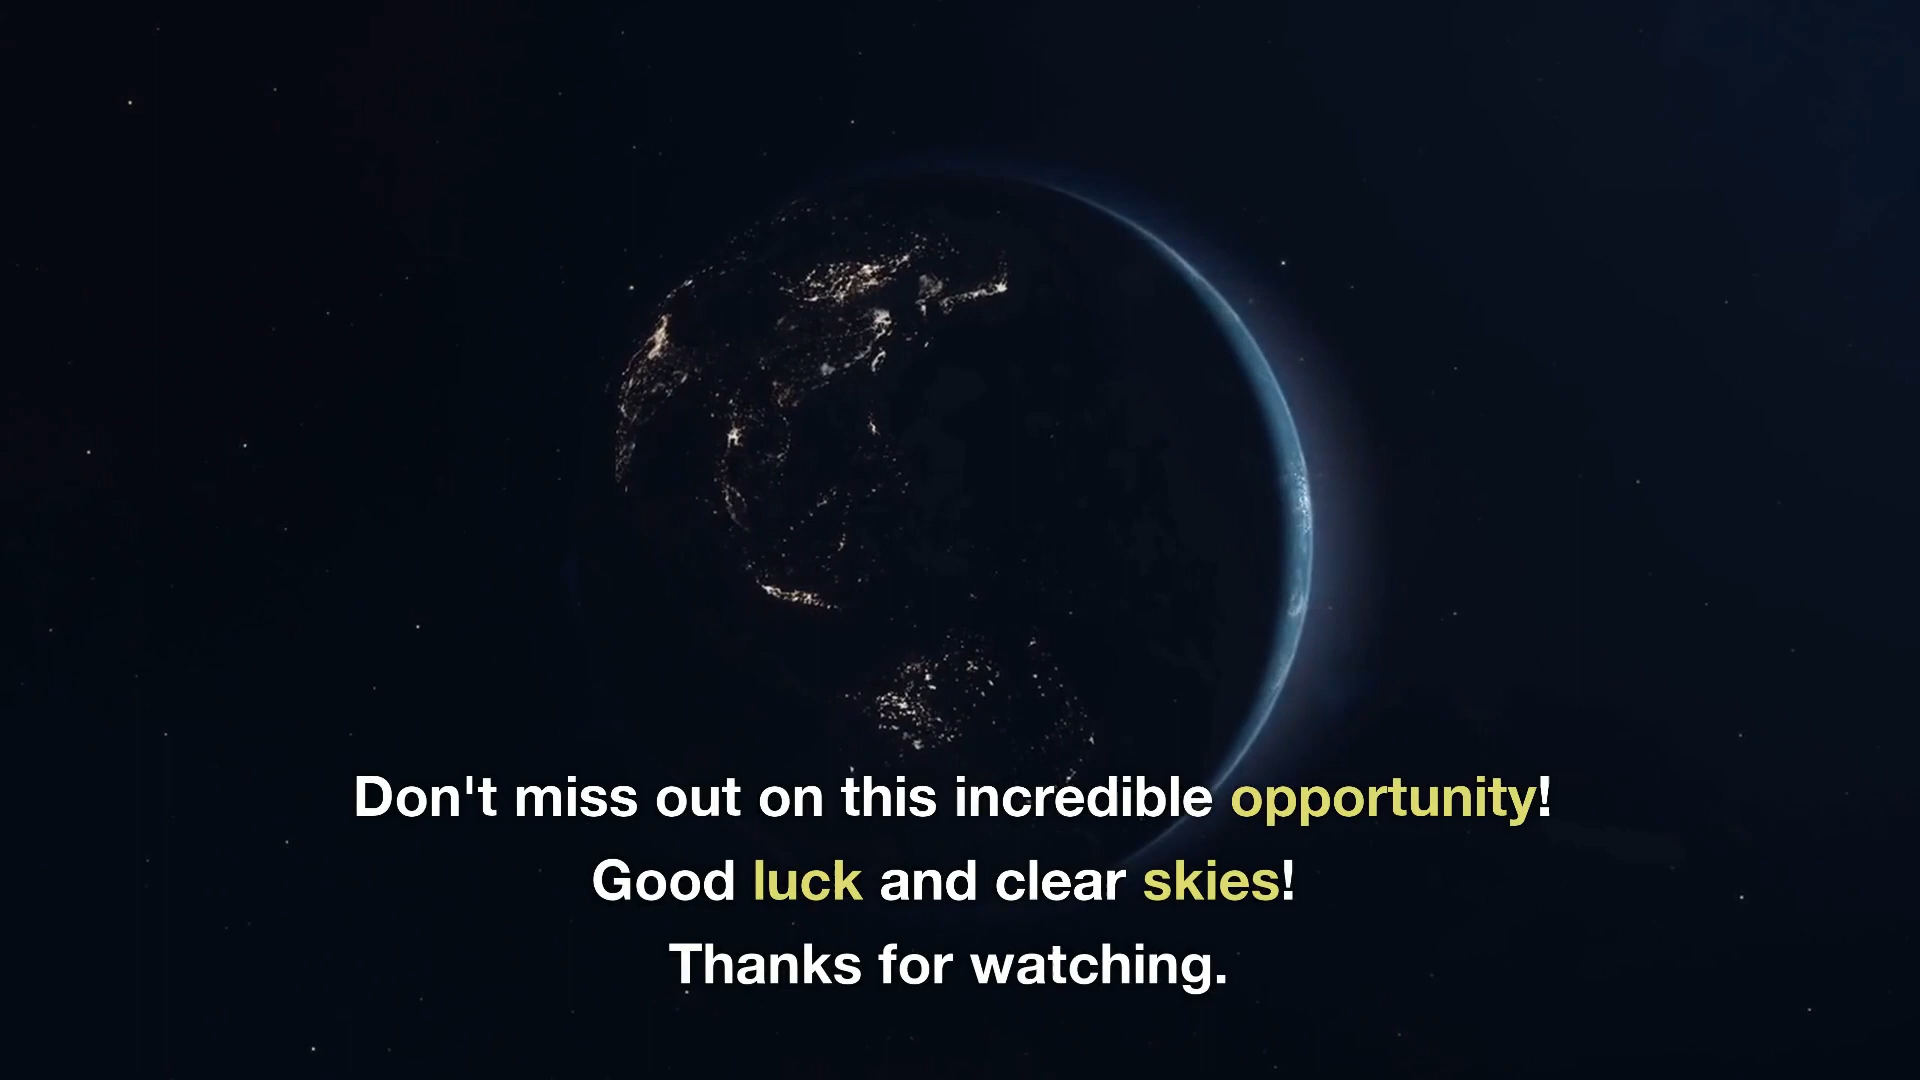 Don't miss out on this incredible opportunity!
Good luck and clear skies!
Thanks for watching.